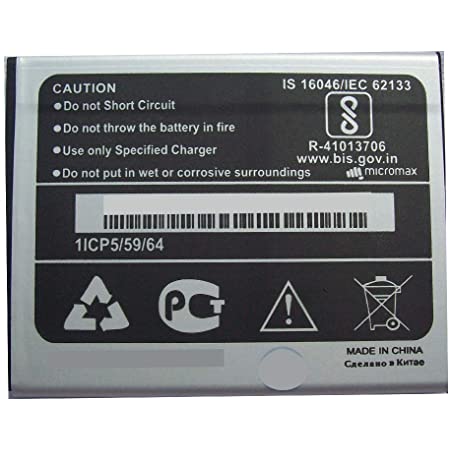 CAUTION
IS 16046/IEC 62133
●Do not Short Circuit
●Do not throw the battery in fire
●Use only Specified Charger
●Do not put in wet or corrosive surroundings
R-41013706
www.bis.gov.in
micromax
1ICP5/59/64
РСТ
MADE IN CHINA
Сделано в Китае